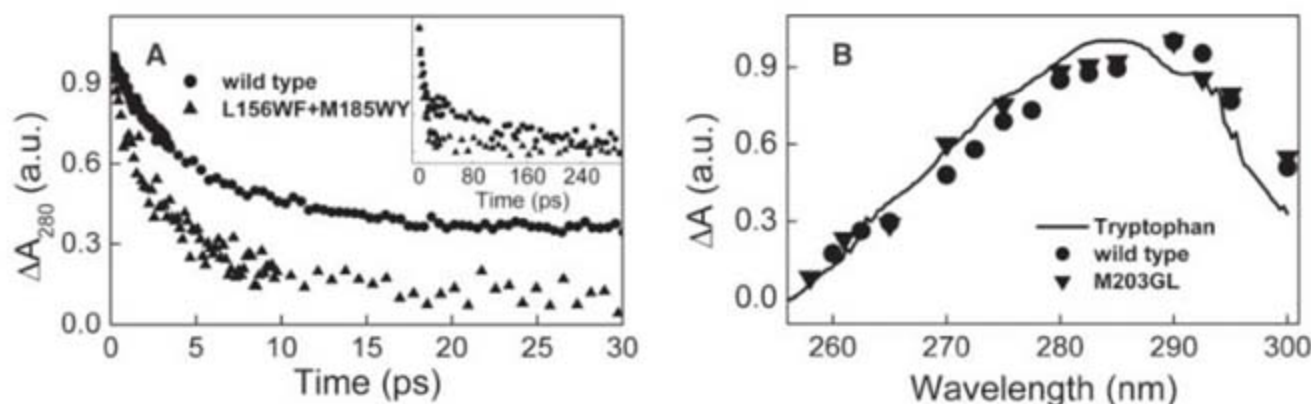 A
wild type
L156WF+M185WY
ΔA280 (a.u.)
0.9
0.6
0.3
0.0
0 5 10 15 20 25 30
Time (ps)
0 80 160 240
Time (ps)
B
Tryptophan
wild type
M203GL
ΔA (a.u.)
0.9
0.6
0.3
0.0
260 270 280 290 300
Wavelength (nm)